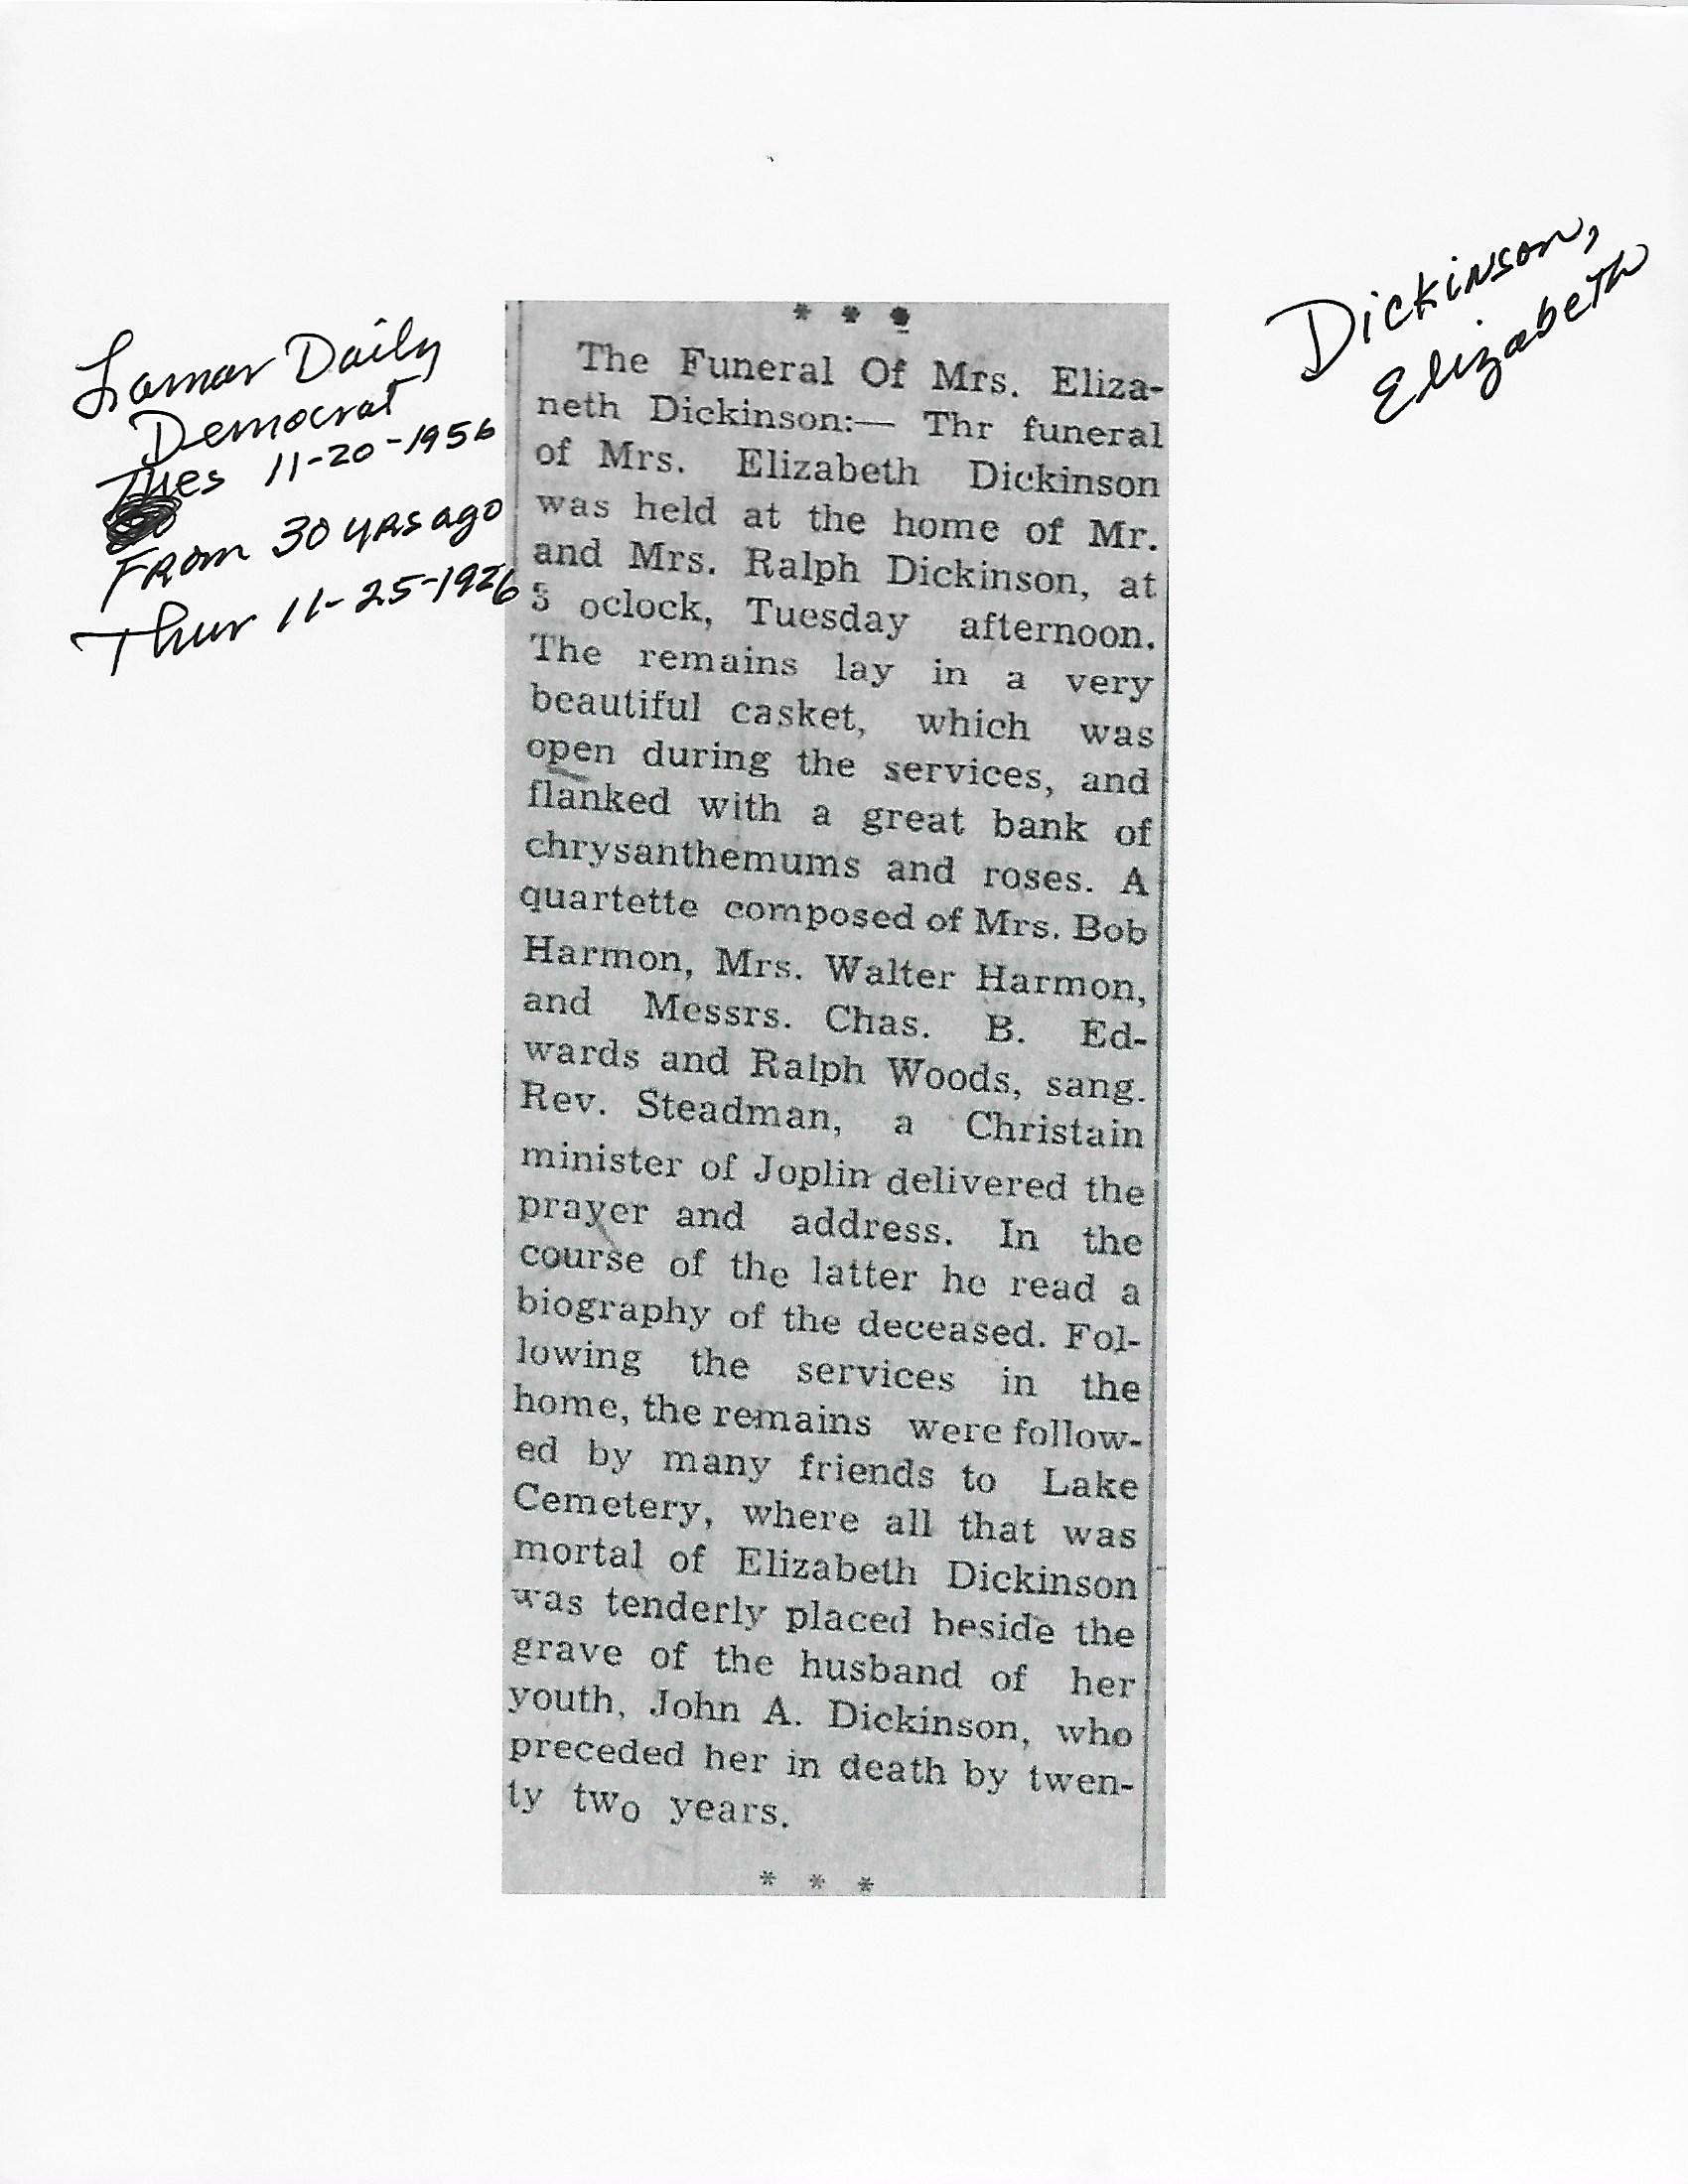 Dickinson,
Elizabeth
Lamar Daily
Democrat
Tues 11-20-1956
From 30 yrs ago
Thur 11-25-1926
* * *
The Funeral Of Mrs. Eliza-
neth Dickinson:— Thr funeral
of Mrs. Elizabeth Dickinson
was held at the home of Mr.
and Mrs. Ralph Dickinson, at
oclock, Tuesday afternoon.
The remains lay in a very
beautiful casket, which was
open during the services, and
flanked with a great bank of
chrysanthemums and roses. A
quartette composed of Mrs. Bob
Harmon, Mrs. Walter Harmon,
and Messrs. Chas. B. Ed-
wards and Ralph Woods, sang.
Rev. Steadman, a Christain
minister of Joplin delivered the
prayer and address. In the
course of the latter he read a
biography of the deceased. Fol-
lowing the services in the
home, the remains were follow-
ed by many friends to Lake
Cemetery, where all that was
mortal of Elizabeth Dickinson
was tenderly placed beside the
grave of the husband of her
youth, John A. Dickinson, who
preceded her in death by twen-
ty two years.
* * *